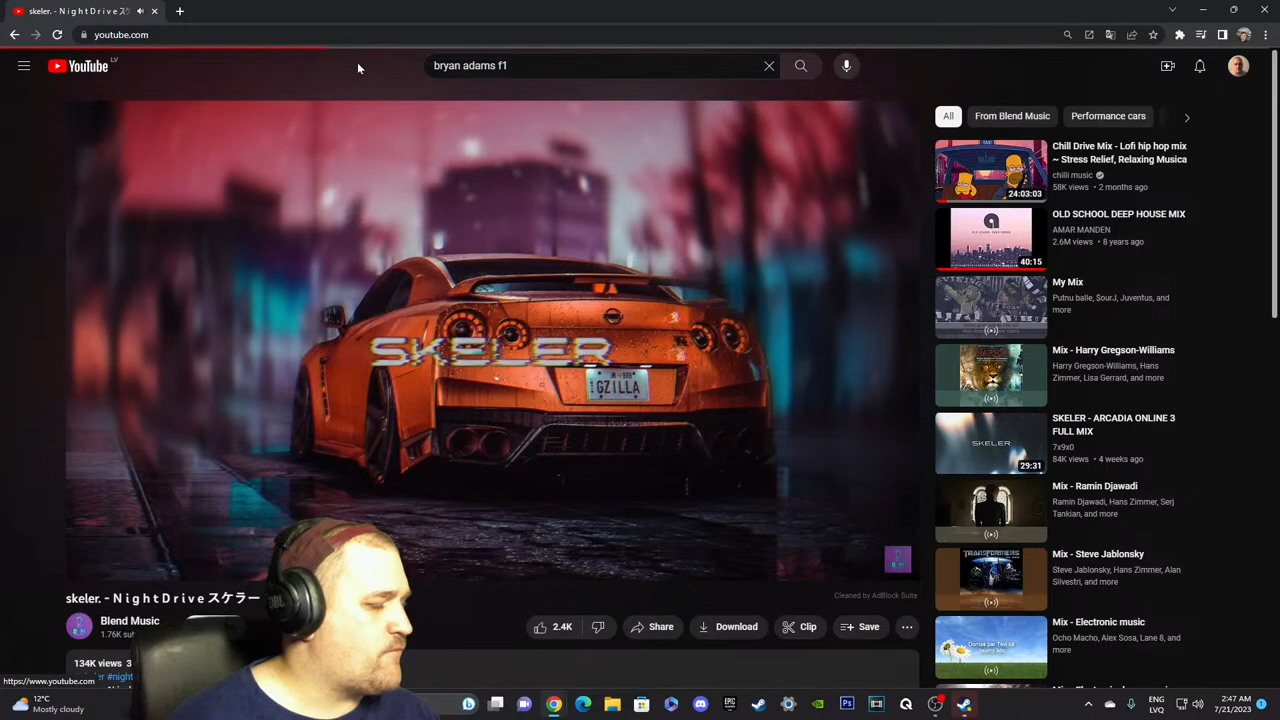 skeler. - N i g h t D r i v e スケ
youtube.com
YouTube LV
bryan adams f1
SKELER
GZILLA
Cleaned by AdBlock Suite
skeler. - N i g h t D r i v e スケラー
Blend Music
1.76K
2.4K
Share
Download
Clip
Save
134K views
https://www.youtube.com
All
From Blend Music
Performance cars
24:03:03
Chill Drive Mix - Lofi hip hop mix
~ Stress Relief, Relaxing Musica
chilli music
58K views • 2 months ago
40:15
OLD SCHOOL DEEP HOUSE MIX
AMAR MANDEN
2.6M views • 8 years ago
My Mix
Putnu balle, $ourJ, Juventus, and
more
Mix - Harry Gregson-Williams
Harry Gregson-Williams, Hans
Zimmer, Lisa Gerrard, and more
SKELER
29:31
SKELER - ARCADIA ONLINE 3
FULL MIX
7x9x0
84K views • 4 weeks ago
Mix - Ramin Djawadi
Ramin Djawadi, Hans Zimmer, Serj
Tankian, and more
TRANSFORMERS
Mix - Steve Jablonsky
Steve Jablonsky, Hans Zimmer, Alan
Silvestri, and more
Mix - Electronic music
Ocho Macho, Alex Sosa, Lane 8, and
more
12°C
Mostly cloudy
ENG
LVQ
2:47 AM
7/21/2023